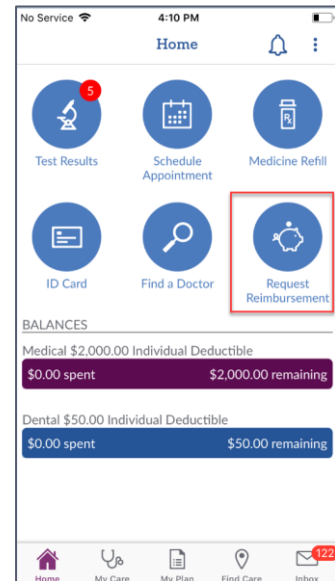 No Service 4:10 PM
Home
5
Test Results
Schedule
Appointment
Medicine Refill
Rx
ID Card
Find a Doctor
Request
Reimbursement
BALANCES
Medical $2,000.00 Individual Deductible
$0.00 spent $2,000.00 remaining
Dental $50.00 Individual Deductible
$0.00 spent $50.00 remaining
122
Home My Care My Plan Find Care Inbox